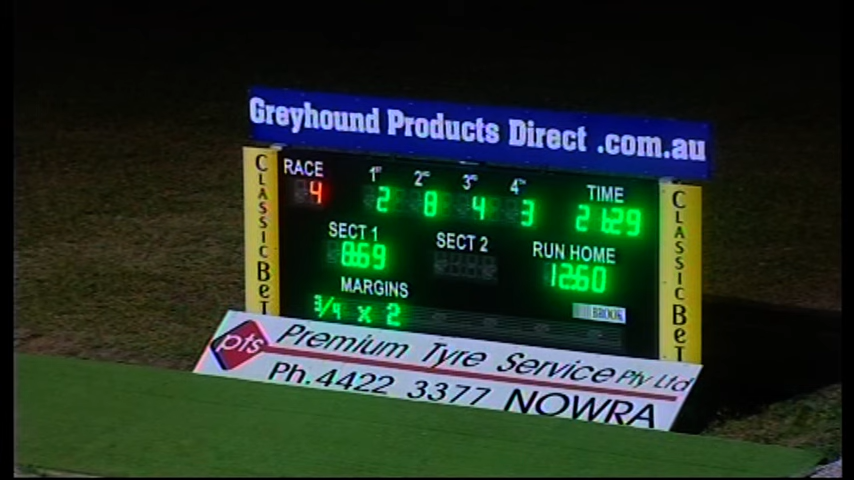 Greyhound Products Direct .com.au
CLASSIC BET
RACE 1ST 2ND 3RD 4TH TIME
4 2 8 4 3 21.29
SECT 1 SECT 2 RUN HOME
8.69 12.60
MARGINS
3/4 x 2
BROOK
CLASSIC BET
pts Premium Tyre Service Pty Ltd
Ph. 4422 3377 NOWRA